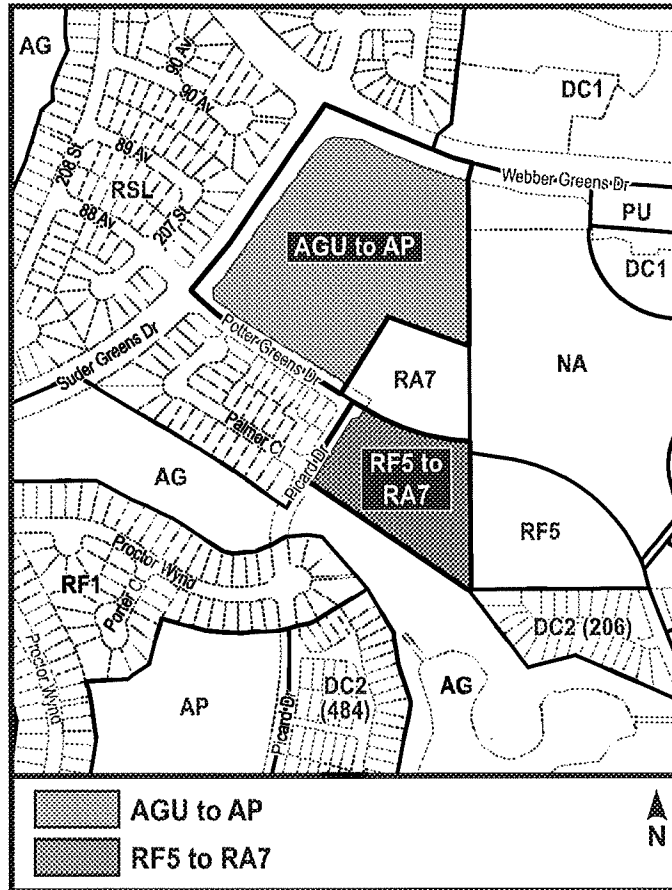 AG
90 Av
90 Av
DC1
89 Av
208 St
RSL
88 Av
207 St
Webber Greens Dr
PU
AGU to AP
DC1
Suder Greens Dr
Potter Greens Dr
RA7
NA
Palmer Cl
Picard Dr
RF5 to
RA7
AG
RF5
Proctor Wynd
RF1
Porter Cl
DC2 (206)
Proctor Wynd
AP
Picard Dr
DC2
(484)
AG
AGU to AP
RF5 to RA7
N